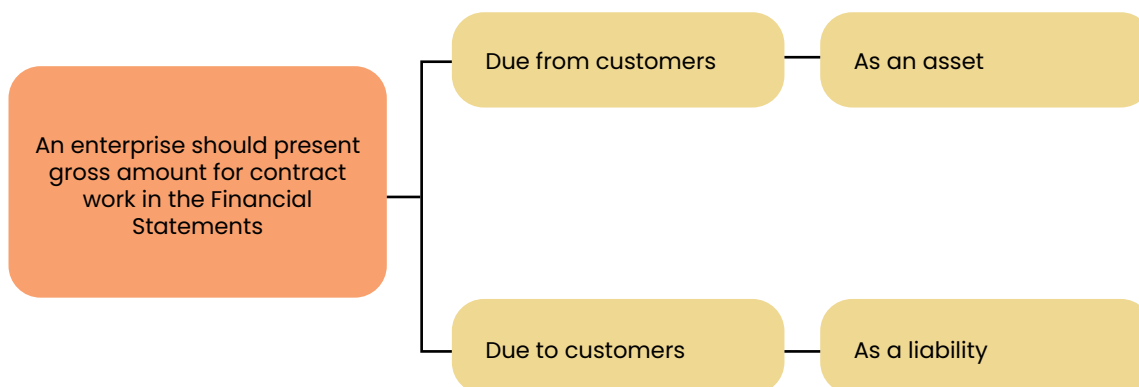 An enterprise should present
gross amount for contract
work in the Financial
Statements
Due from customers
As an asset
Due to customers
As a liability